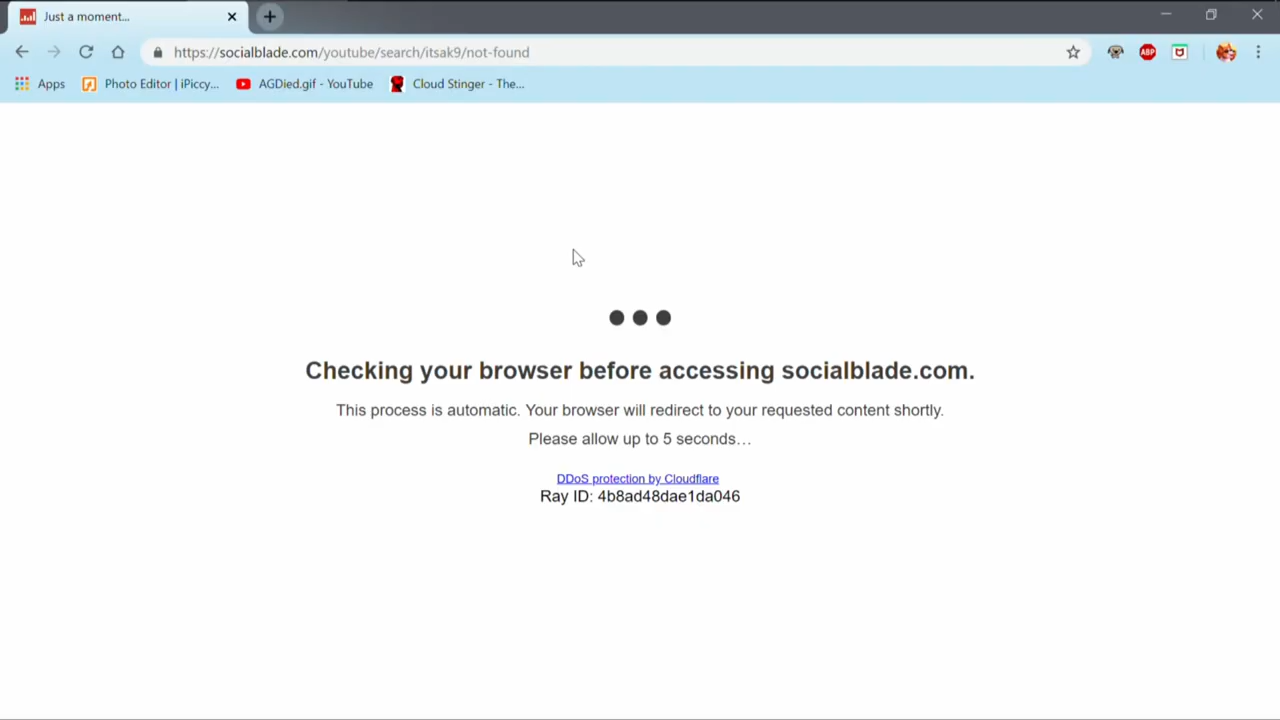 Just a moment...
https://socialblade.com/youtube/search/itsak9/not-found
ABP
Apps
Photo Editor | iPiccy...
AGDied.gif - YouTube
Cloud Stinger - The...
Checking your browser before accessing socialblade.com.
This process is automatic. Your browser will redirect to your requested content shortly.
Please allow up to 5 seconds…
DDoS protection by Cloudflare
Ray ID: 4b8ad48dae1da046